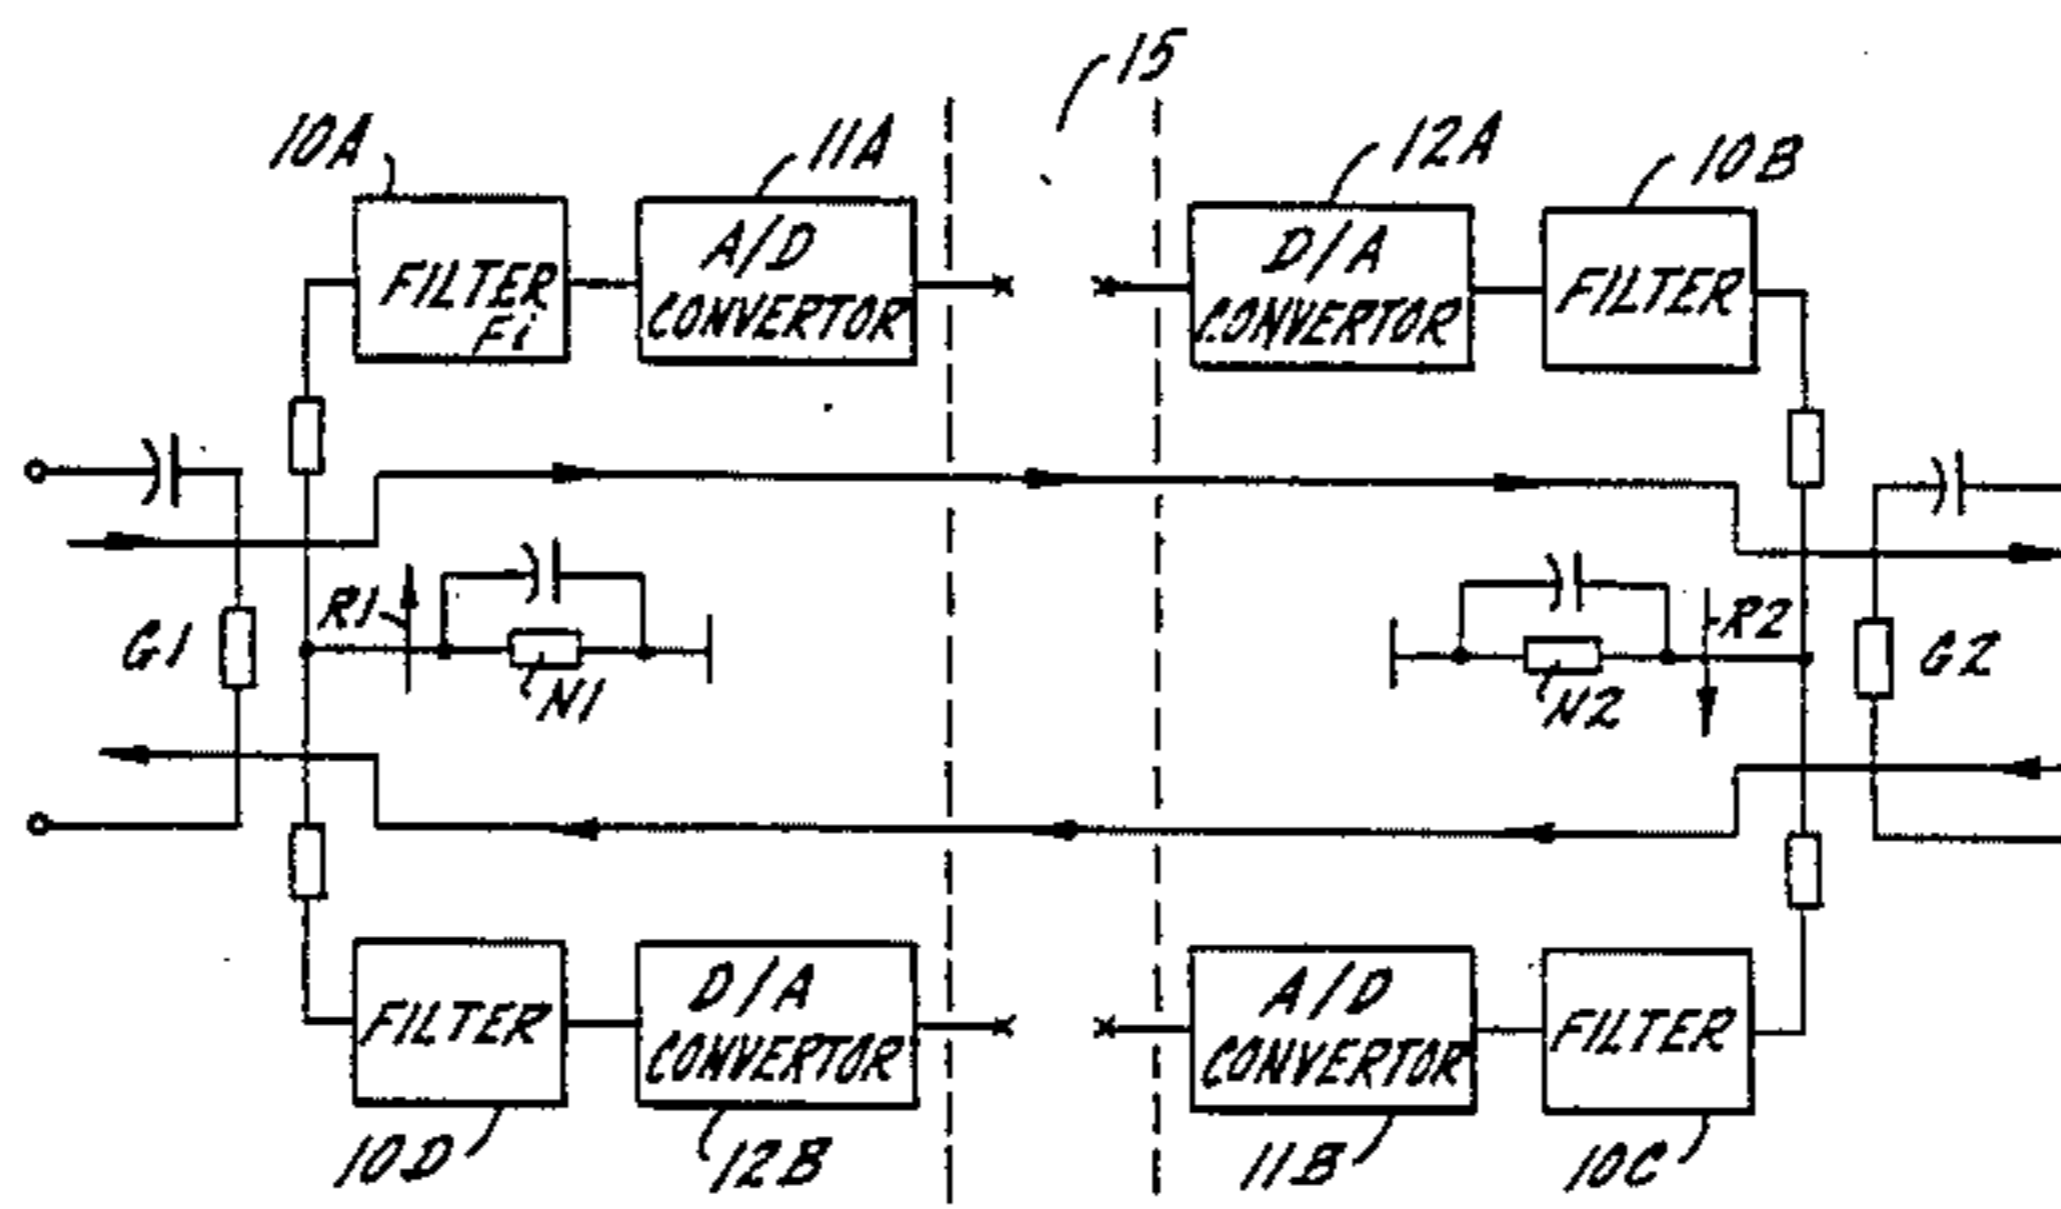 15
10A
11A
12A
10B
FILTER
Fi
A/D
CONVERTOR
D/A
CONVERTOR
FILTER
G1
R1
N1
R2
N2
G2
FILTER
D/A
CONVERTOR
A/D
CONVERTOR
FILTER
10D
12B
11B
10C